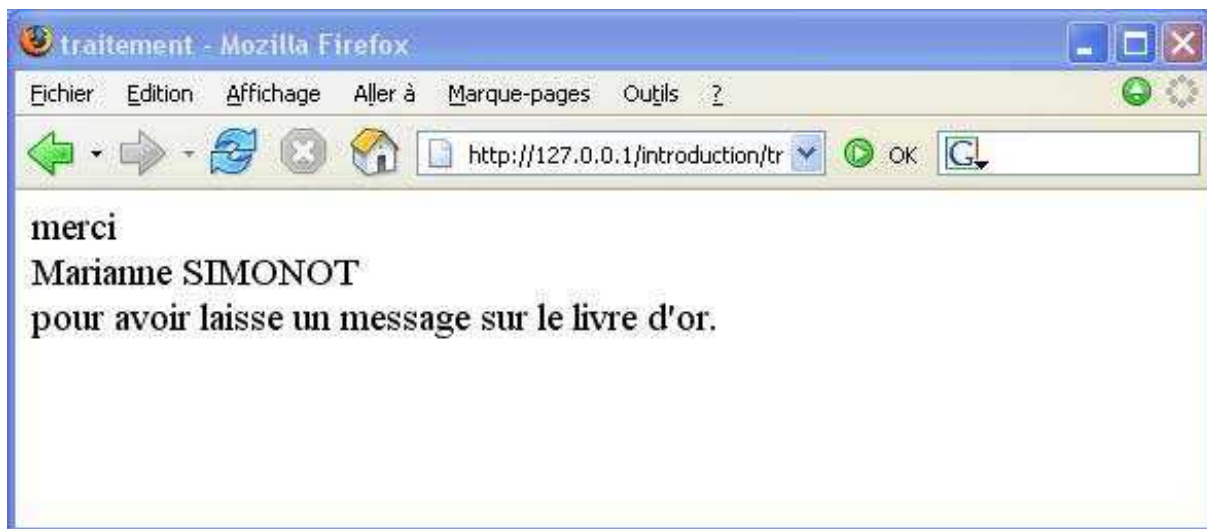 traitement - Mozilla Firefox
Fichier Edition Affichage Aller à Marque-pages Outils ?
http://127.0.0.1/introduction/tr OK G
merci
Marianne SIMONOT
pour avoir laisse un message sur le livre d'or.